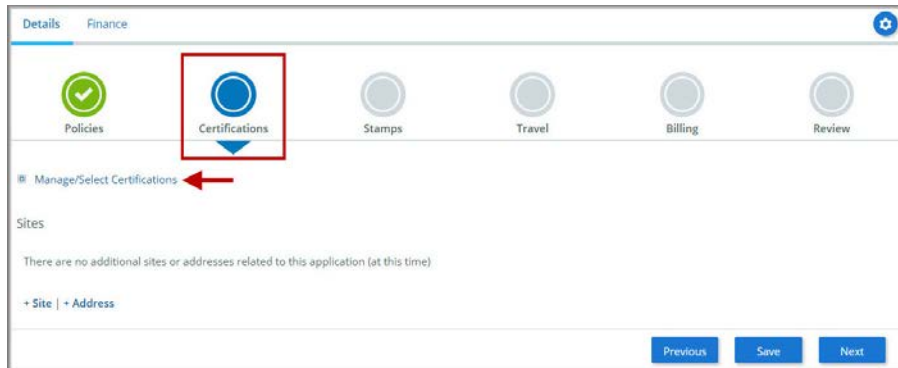 Details Finance
Policies Certifications Stamps Travel Billing Review
Manage/Select Certifications
Sites
There are no additional sites or addresses related to this application (at this time)
+ Site | + Address
Previous Save Next